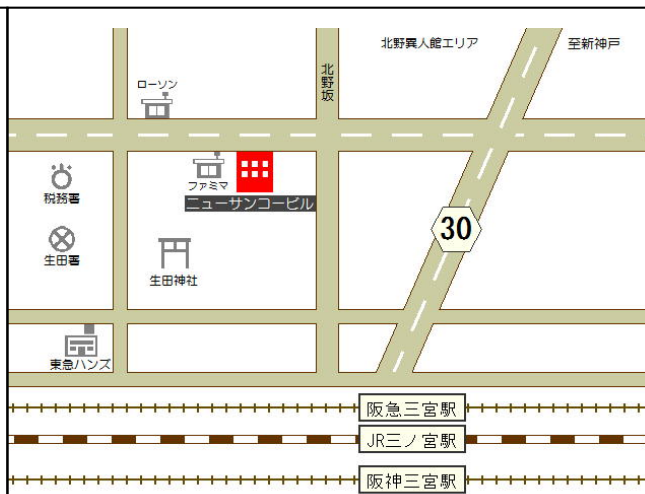 北野異人館エリア
至新神戸
北野坂
ローソン
ファミマ
税務署
ニューサンコービル
30
生田署
生田神社
東急ハンズ
阪急三宮駅
JR三ノ宮駅
阪神三宮駅